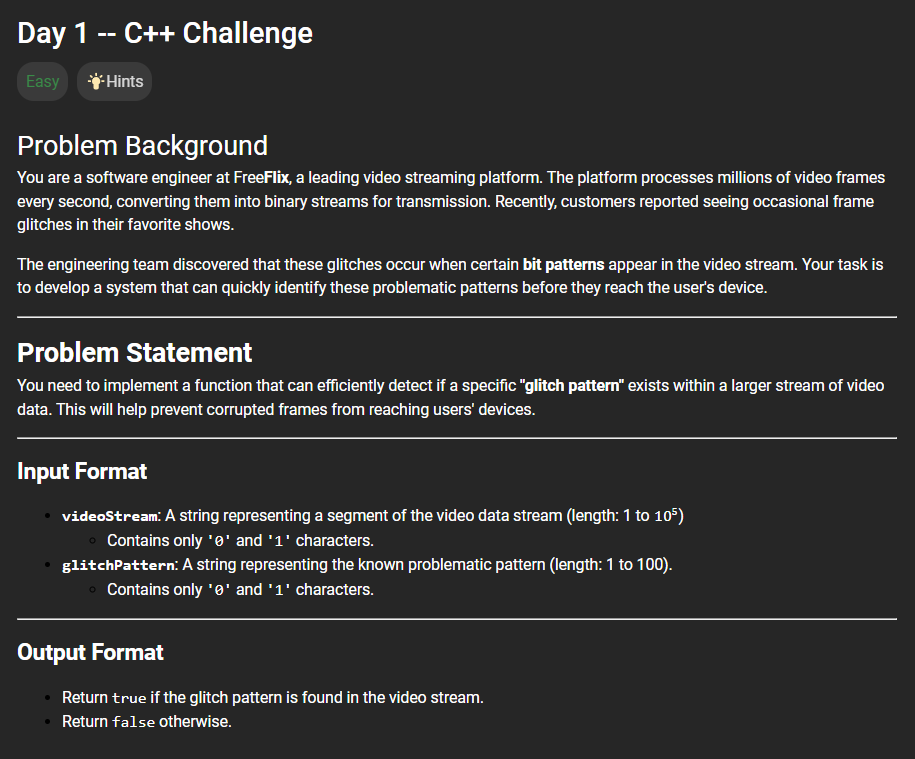 Day 1 -- C++ Challenge
Easy Hints
Problem Background
You are a software engineer at FreeFlix, a leading video streaming platform. The platform processes millions of video frames
every second, converting them into binary streams for transmission. Recently, customers reported seeing occasional frame
glitches in their favorite shows.
The engineering team discovered that these glitches occur when certain bit patterns appear in the video stream. Your task is
to develop a system that can quickly identify these problematic patterns before they reach the user's device.
Problem Statement
You need to implement a function that can efficiently detect if a specific "glitch pattern" exists within a larger stream of video
data. This will help prevent corrupted frames from reaching users' devices.
Input Format
videoStream: A string representing a segment of the video data stream (length: 1 to 10⁵)
Contains only '0' and '1' characters.
glitchPattern: A string representing the known problematic pattern (length: 1 to 100).
Contains only '0' and '1' characters.
Output Format
Return true if the glitch pattern is found in the video stream.
Return false otherwise.